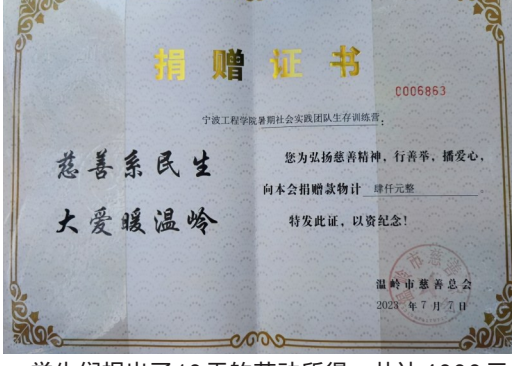 捐赠证书
0006863
宁波工程学院暑期社会实践团队生存训练营：
慈善系民生
大爱暖温岭
您为弘扬慈善精神，行善举，播爱心，
向本会捐赠款物计 肆仟元整 。
特发此证，以资纪念！
温岭市慈善总会
2023 年 7 月 7 日